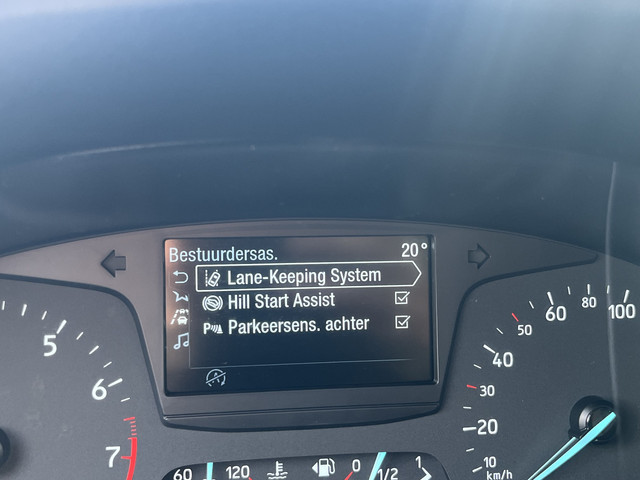 Bestuurdersas. 20°
Lane-Keeping System
Hill Start Assist
P Parkeersens. achter
A
5
6
7
60 120
0 1/2 1
10
20
30
40
50
60
80
100
km/h